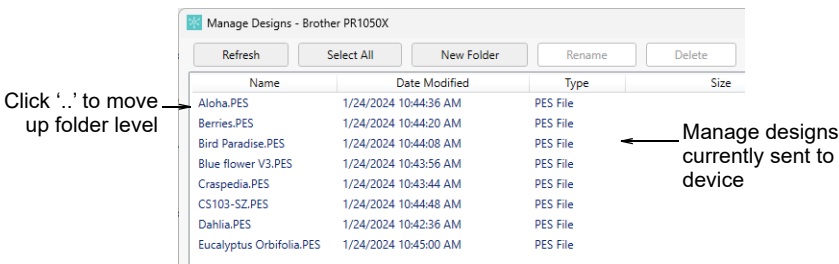 Manage Designs - Brother PR1050X
Refresh Select All New Folder Rename Delete
Name Date Modified Type Size
Click ‘..’ to move
up folder level
Aloha.PES 1/24/2024 10:44:36 AM PES File
Berries.PES 1/24/2024 10:44:20 AM PES File
Bird Paradise.PES 1/24/2024 10:44:08 AM PES File
Blue flower V3.PES 1/24/2024 10:43:56 AM PES File
Craspedia.PES 1/24/2024 10:43:44 AM PES File
CS103-SZ.PES 1/24/2024 10:44:48 AM PES File
Dahlia.PES 1/24/2024 10:42:36 AM PES File
Eucalyptus Orbifolia.PES 1/24/2024 10:45:00 AM PES File
Manage designs
currently sent to
device